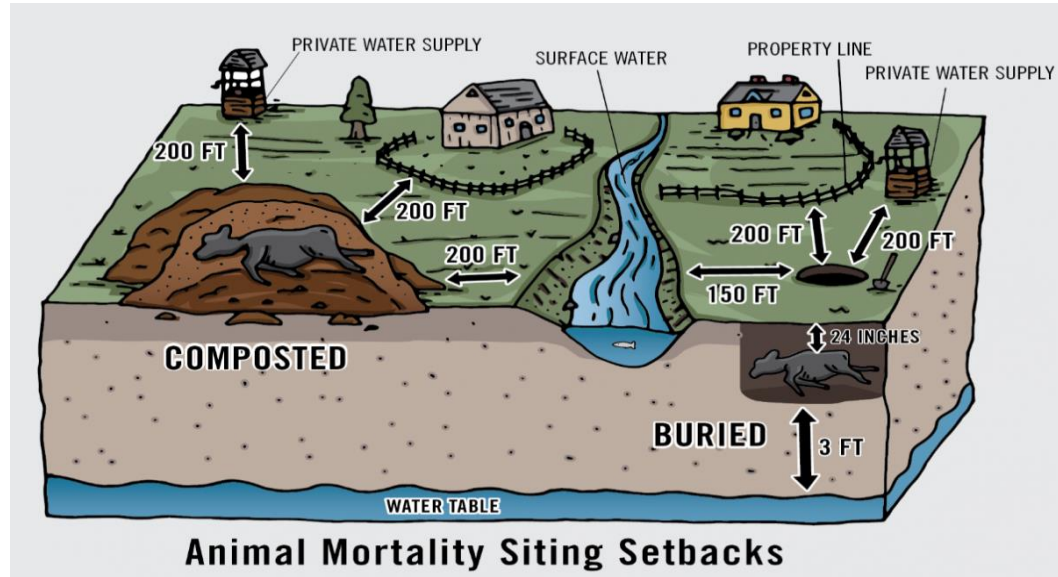 PRIVATE WATER SUPPLY
SURFACE WATER
PROPERTY LINE
PRIVATE WATER SUPPLY
200 FT
200 FT
200 FT
200 FT
200 FT
150 FT
24 INCHES
COMPOSTED
BURIED
3 FT
WATER TABLE
Animal Mortality Siting Setbacks